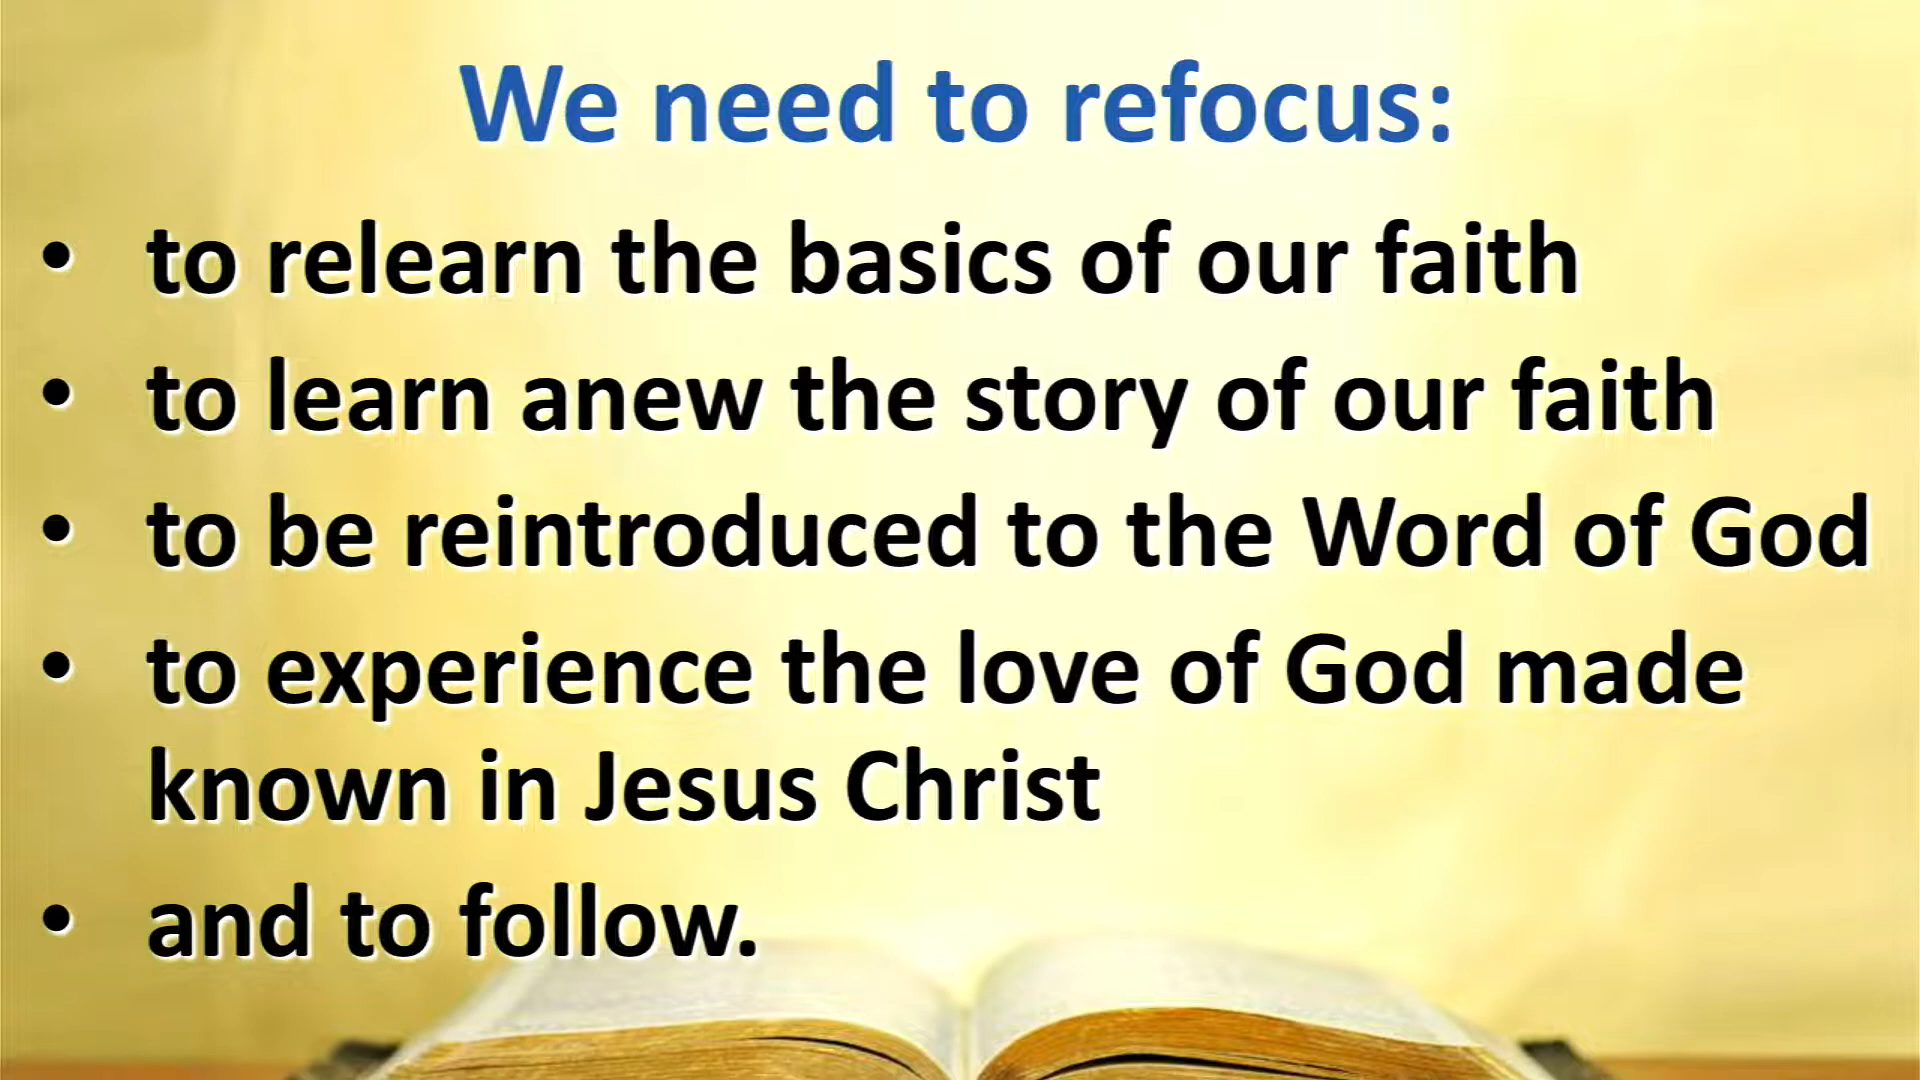 We need to refocus:
• to relearn the basics of our faith
• to learn anew the story of our faith
• to be reintroduced to the Word of God
• to experience the love of God made
known in Jesus Christ
• and to follow.